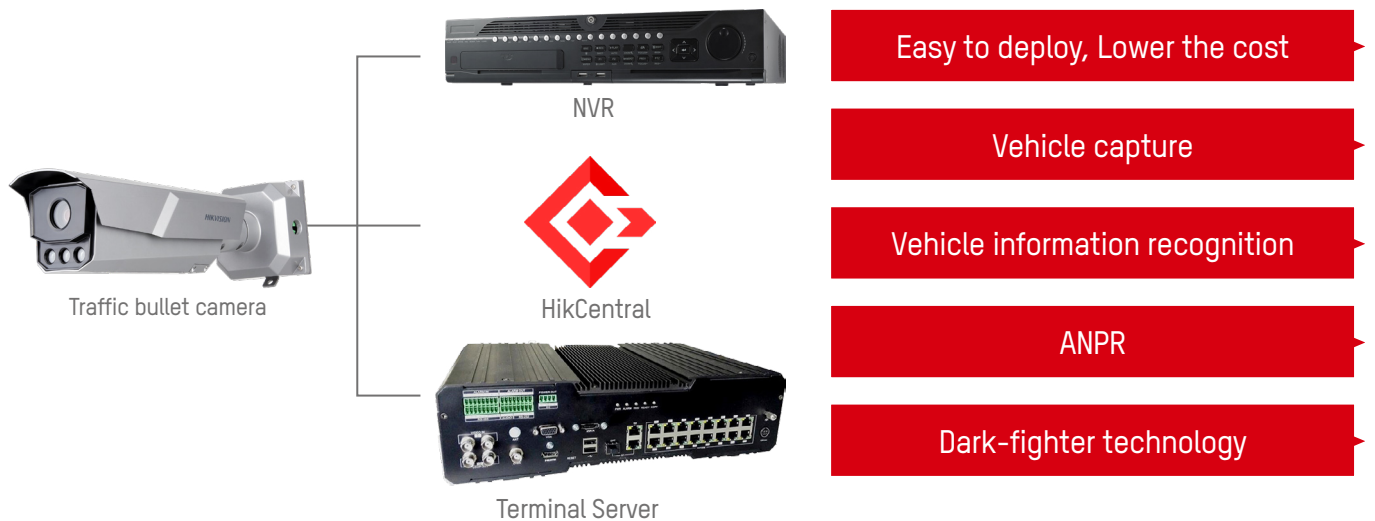 NVR
HIKVISION
Traffic bullet camera
HikCentral
Terminal Server
Easy to deploy, Lower the cost
Vehicle capture
Vehicle information recognition
ANPR
Dark-fighter technology